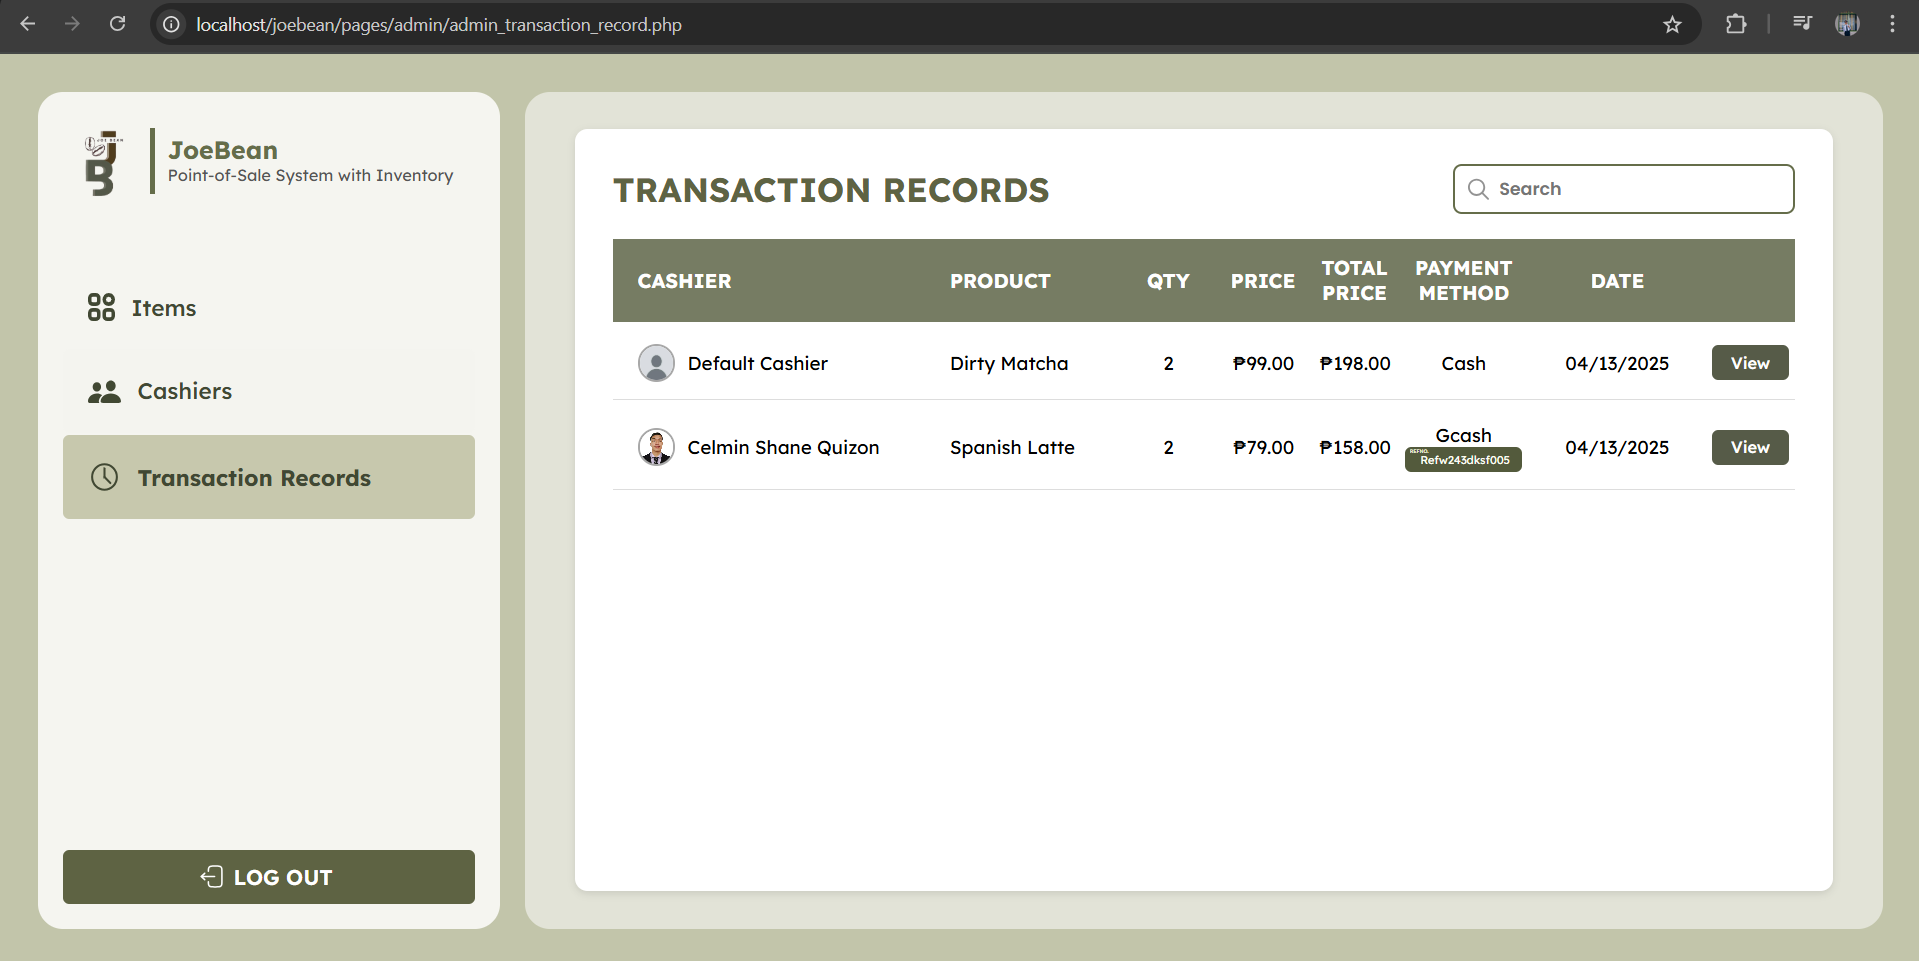 localhost/joebean/pages/admin/admin_transaction_record.php
JOE BEAN
JoeBean
Point-of-Sale System with Inventory
Items
Cashiers
Transaction Records
LOG OUT
TRANSACTION RECORDS
Search
CASHIER PRODUCT QTY PRICE TOTAL PRICE PAYMENT METHOD DATE
Default Cashier Dirty Matcha 2 ₱99.00 ₱198.00 Cash 04/13/2025 View
Celmin Shane Quizon Spanish Latte 2 ₱79.00 ₱158.00 Gcash 04/13/2025 View
REFNO.
Refw243dksf005